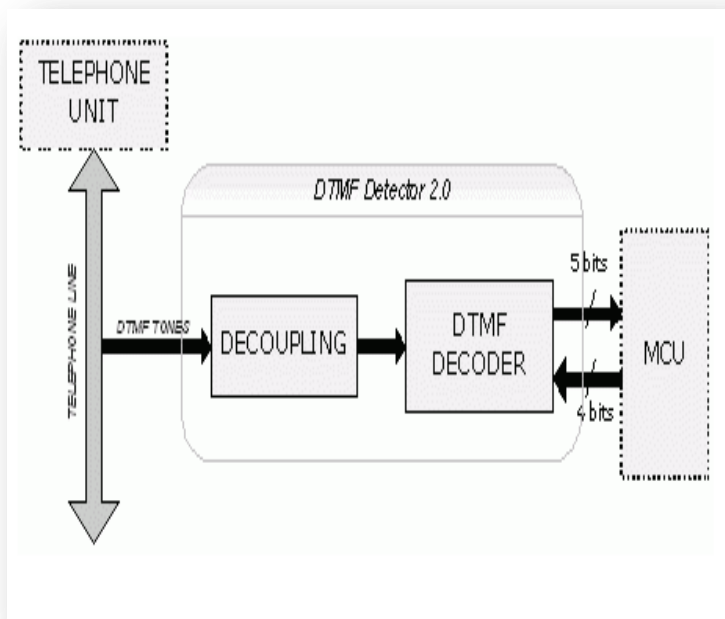 TELEPHONE
UNIT
DTMF Detector 2.0
TELEPHONE LINE
DTMF TONES
DECOUPLING
DTMF
DECODER
5 bits
4 bits
MCU